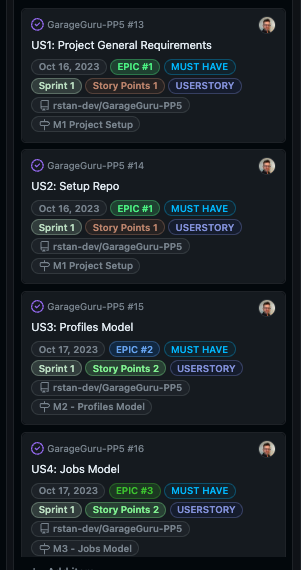 GarageGuru-PP5 #13
US1: Project General Requirements
Oct 16, 2023 EPIC #1 MUST HAVE
Sprint 1 Story Points 1 USERSTORY
rstan-dev/GarageGuru-PP5
M1 Project Setup
GarageGuru-PP5 #14
US2: Setup Repo
Oct 16, 2023 EPIC #1 MUST HAVE
Sprint 1 Story Points 1 USERSTORY
rstan-dev/GarageGuru-PP5
M1 Project Setup
GarageGuru-PP5 #15
US3: Profiles Model
Oct 17, 2023 EPIC #2 MUST HAVE
Sprint 1 Story Points 2 USERSTORY
rstan-dev/GarageGuru-PP5
M2 - Profiles Model
GarageGuru-PP5 #16
US4: Jobs Model
Oct 17, 2023 EPIC #3 MUST HAVE
Sprint 1 Story Points 2 USERSTORY
rstan-dev/GarageGuru-PP5
M3 - Jobs Model